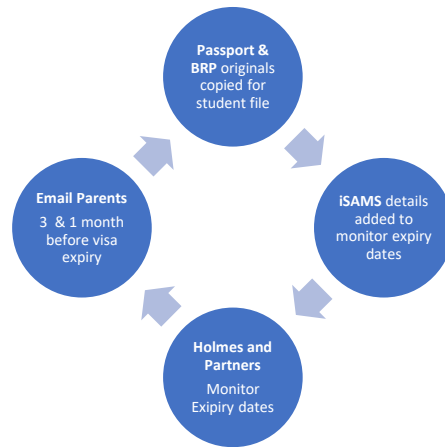 Passport &
BRP originals
copied for
student file
iSAMS details
added to
monitor expiry
dates
Holmes and
Partners
Monitor
Exipiry dates
Email Parents
3 & 1 month
before visa
expiry